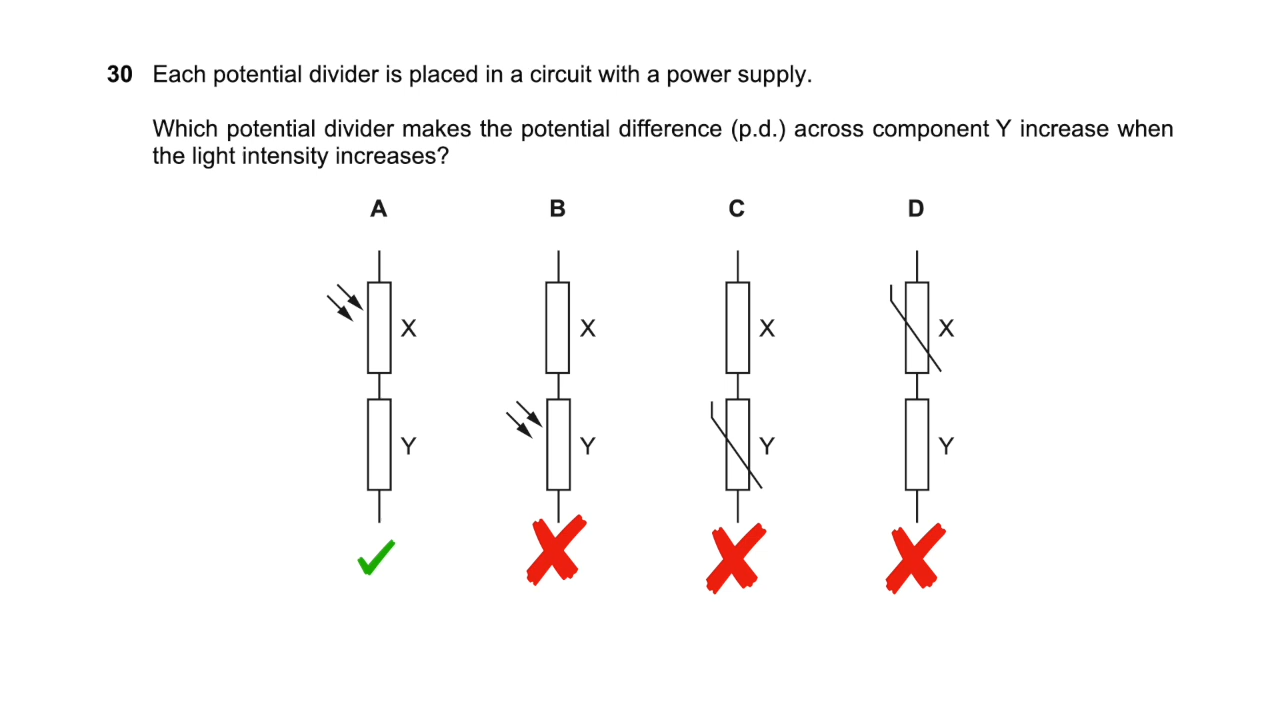 30 Each potential divider is placed in a circuit with a power supply.
Which potential divider makes the potential difference (p.d.) across component Y increase when
the light intensity increases?
A B C D
X X X X
Y Y Y Y